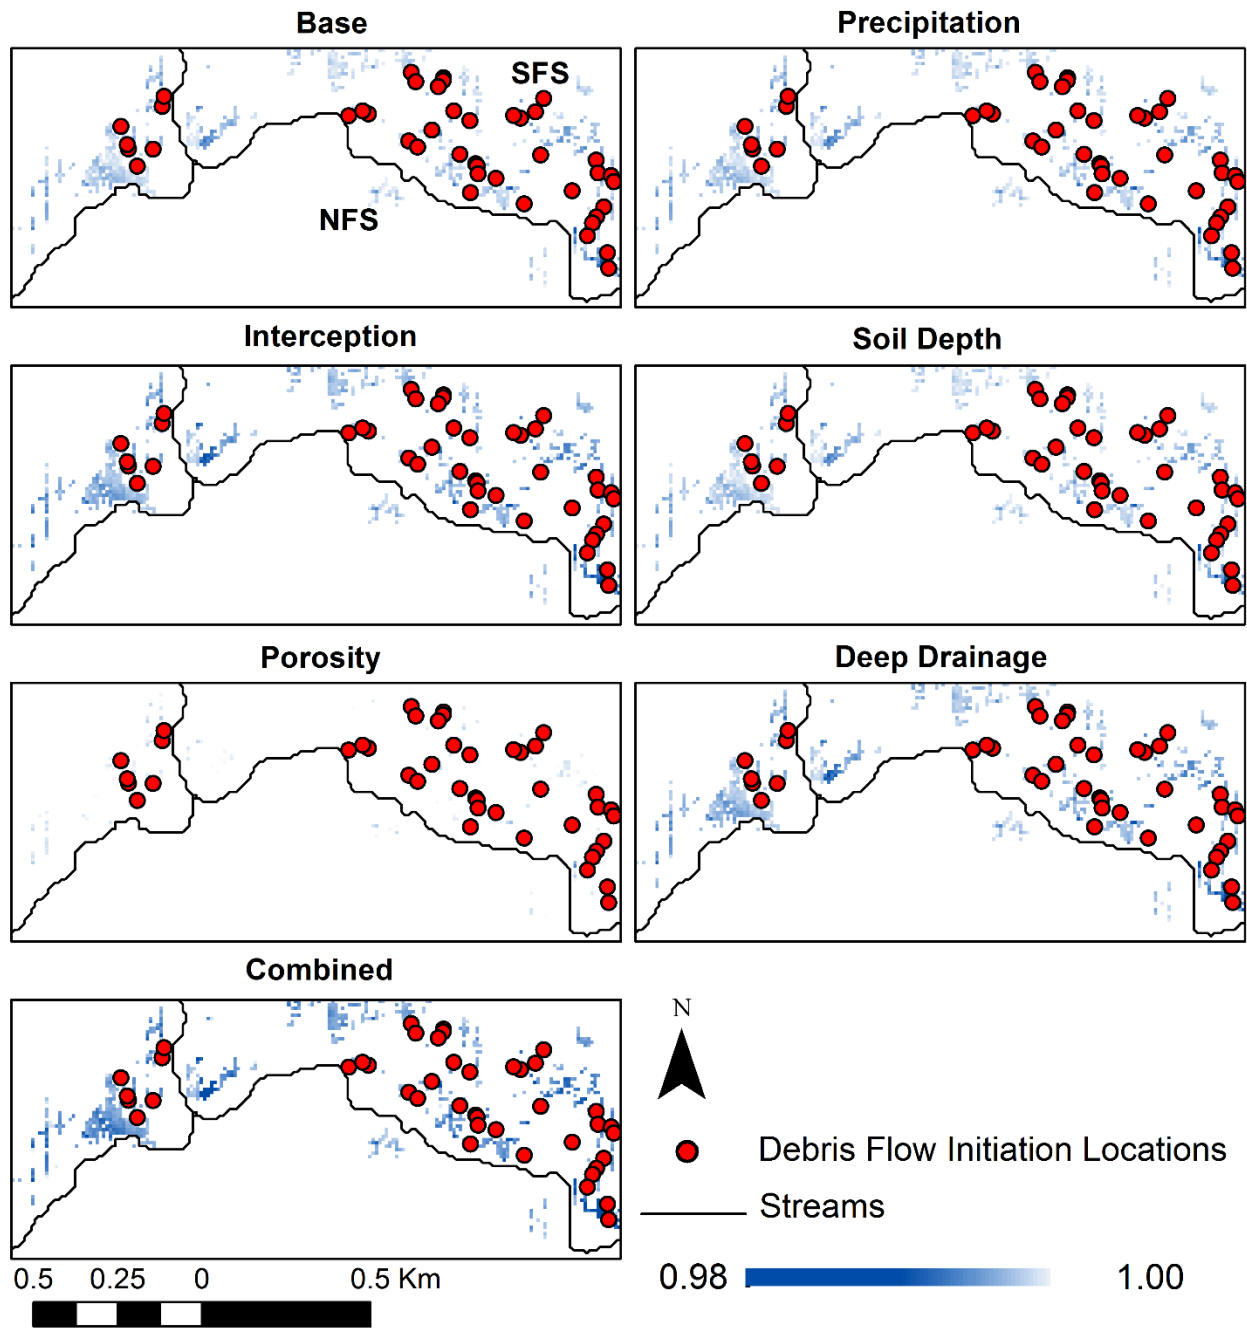 Base
Precipitation
SFS
NFS
Interception
Soil Depth
Porosity
Deep Drainage
Combined
N
Debris Flow Initiation Locations
Streams
0.5 0.25 0 0.5 Km
0.98 1.00